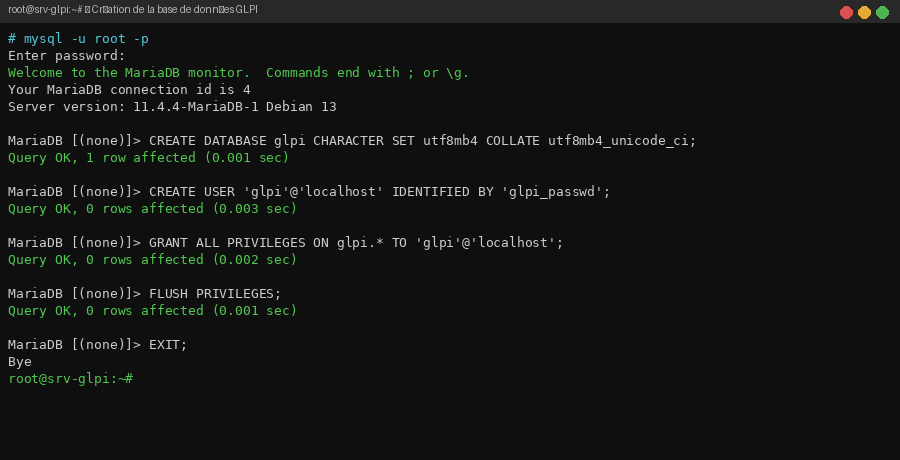 root@srv-glpi:~# □ Cr□ation de la base de donn□es GLPI
# mysql -u root -p
Enter password:
Welcome to the MariaDB monitor.  Commands end with ; or \g.
Your MariaDB connection id is 4
Server version: 11.4.4-MariaDB-1 Debian 13
MariaDB [(none)]> CREATE DATABASE glpi CHARACTER SET utf8mb4 COLLATE utf8mb4_unicode_ci;
Query OK, 1 row affected (0.001 sec)
MariaDB [(none)]> CREATE USER 'glpi'@'localhost' IDENTIFIED BY 'glpi_passwd';
Query OK, 0 rows affected (0.003 sec)
MariaDB [(none)]> GRANT ALL PRIVILEGES ON glpi.* TO 'glpi'@'localhost';
Query OK, 0 rows affected (0.002 sec)
MariaDB [(none)]> FLUSH PRIVILEGES;
Query OK, 0 rows affected (0.001 sec)
MariaDB [(none)]> EXIT;
Bye
root@srv-glpi:~#